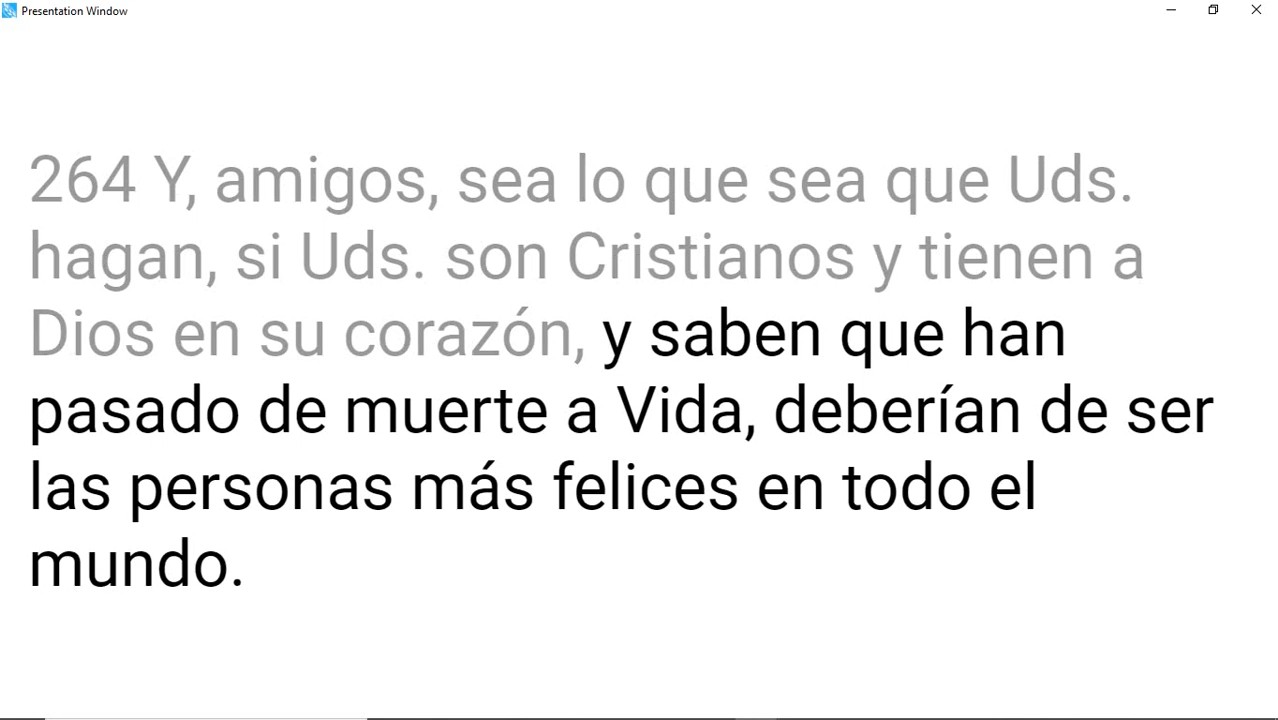 Presentation Window
264 Y, amigos, sea lo que sea que Uds.
hagan, si Uds. son Cristianos y tienen a
Dios en su corazón, y saben que han
pasado de muerte a Vida, deberían de ser
las personas más felices en todo el
mundo.